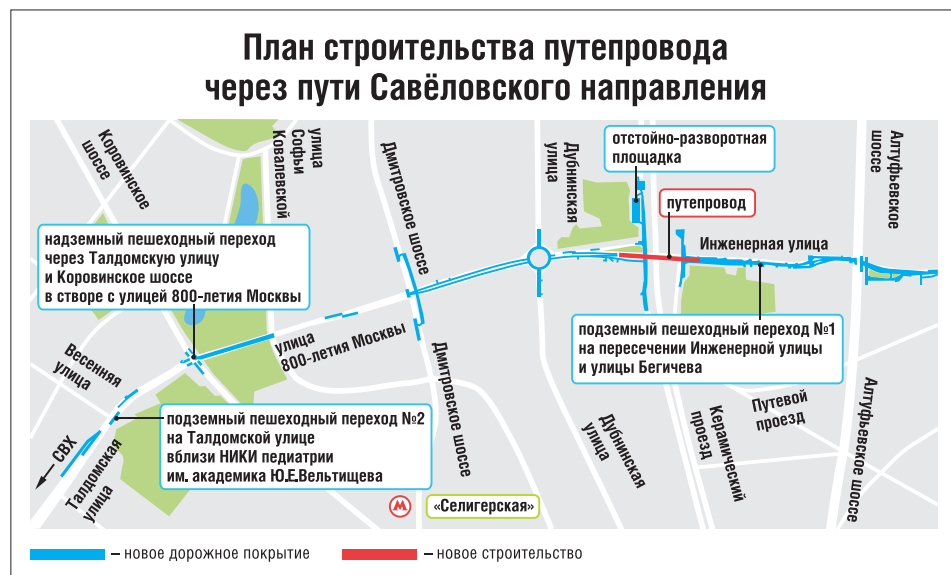 План строительства путепровода
через пути Савёловского направления
Коровинское
шоссе
улица
Софьи
Ковалевской
Дмитровское шоссе
Дубнинская
улица
отстойно-разворотная
площадка
путепровод
Алтуфьевское
шоссе
Инженерная улица
надземный пешеходный переход
через Талдомскую улицу
и Коровинское шоссе
в створе с улицей 800-летия Москвы
улица
800-летия Москвы
подземный пешеходный переход №1
на пересечении Инженерной улицы
и улицы Бегичева
Весенняя
улица
подземный пешеходный переход №2
на Талдомской улице
вблизи НИКИ педиатрии
им. академика Ю.Е.Вельтищева
СВХ
Талдомская
улица
Дмитровское шоссе
Дубнинская
улица
Керамический
проезд
Путевой
проезд
Алтуфьевское шоссе
М
«Селигерская»
– новое дорожное покрытие
– новое строительство